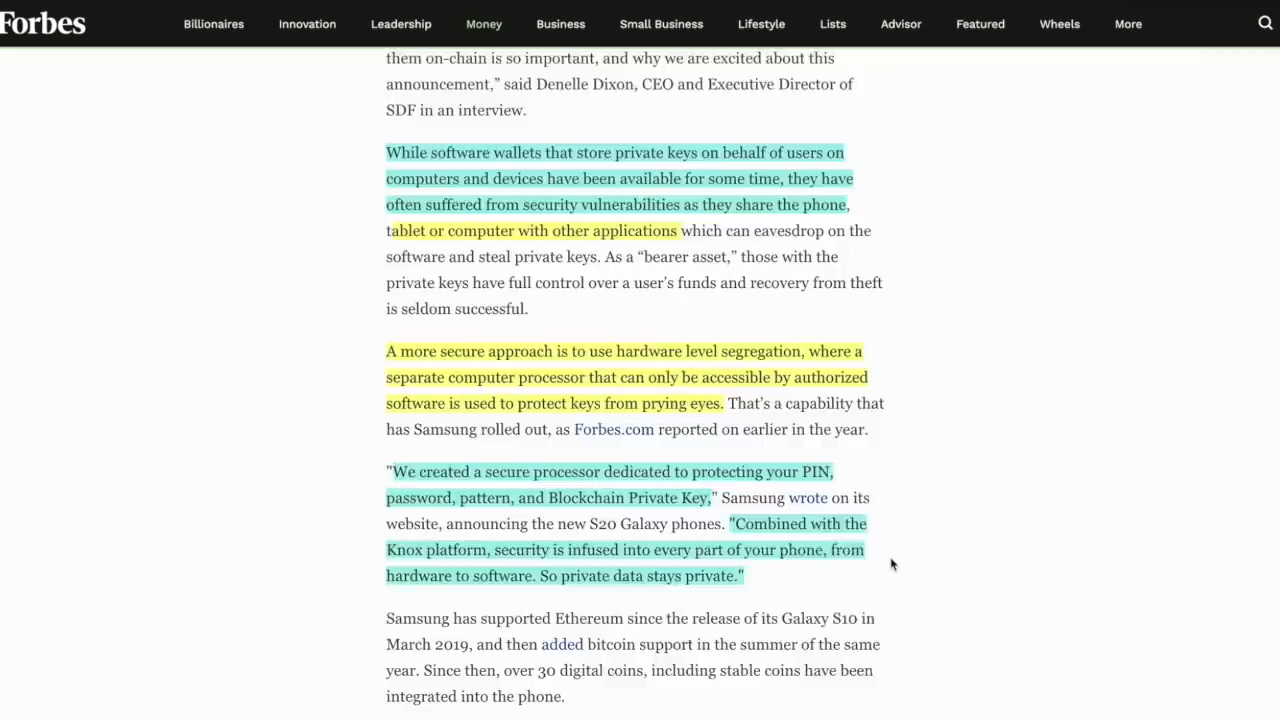 Forbes
Billionaires Innovation Leadership Money Business Small Business Lifestyle Lists Advisor Featured Wheels More
them on-chain is so important, and why we are excited about this
announcement,” said Denelle Dixon, CEO and Executive Director of
SDF in an interview.
While software wallets that store private keys on behalf of users on
computers and devices have been available for some time, they have
often suffered from security vulnerabilities as they share the phone,
tablet or computer with other applications which can eavesdrop on the
software and steal private keys. As a “bearer asset,” those with the
private keys have full control over a user’s funds and recovery from theft
is seldom successful.
A more secure approach is to use hardware level segregation, where a
separate computer processor that can only be accessible by authorized
software is used to protect keys from prying eyes. That’s a capability that
has Samsung rolled out, as Forbes.com reported on earlier in the year.
"We created a secure processor dedicated to protecting your PIN,
password, pattern, and Blockchain Private Key," Samsung wrote on its
website, announcing the new S20 Galaxy phones. "Combined with the
Knox platform, security is infused into every part of your phone, from
hardware to software. So private data stays private."
Samsung has supported Ethereum since the release of its Galaxy S10 in
March 2019, and then added bitcoin support in the summer of the same
year. Since then, over 30 digital coins, including stable coins have been
integrated into the phone.